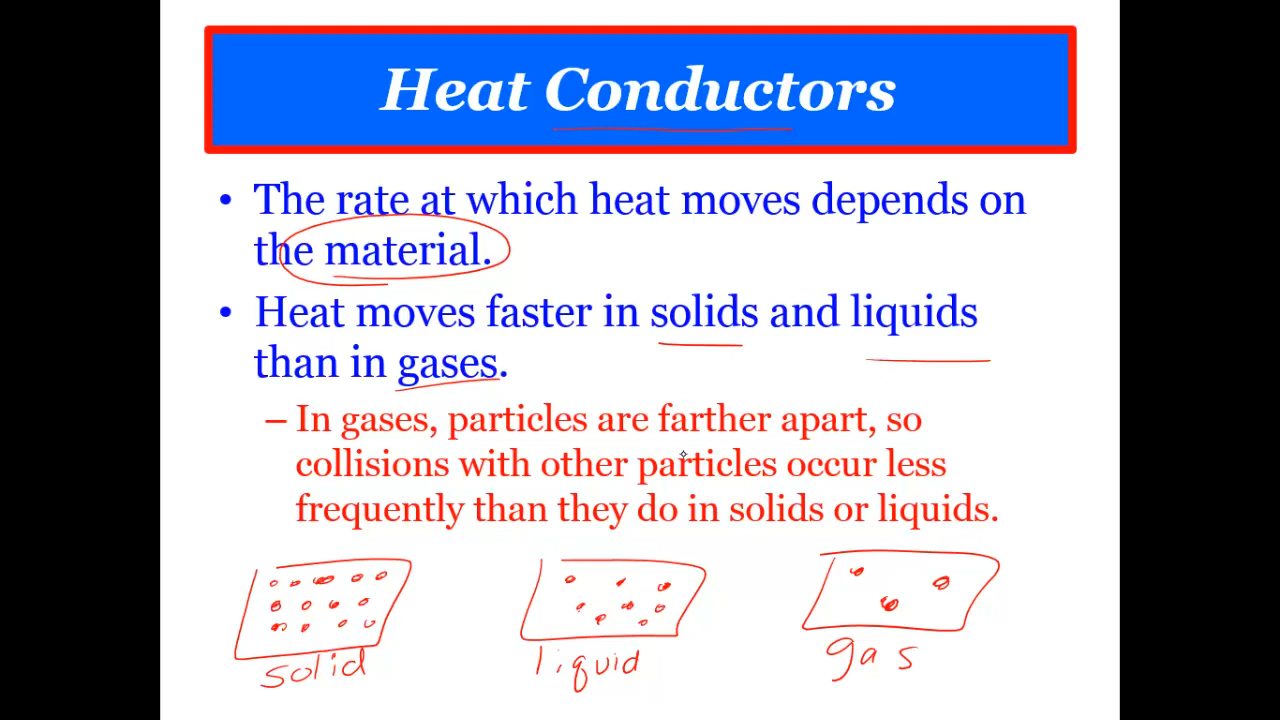 Heat Conductors
• The rate at which heat moves depends on
the material.
• Heat moves faster in solids and liquids
than in gases.
– In gases, particles are farther apart, so
collisions with other particles occur less
frequently than they do in solids or liquids.
solid liquid gas